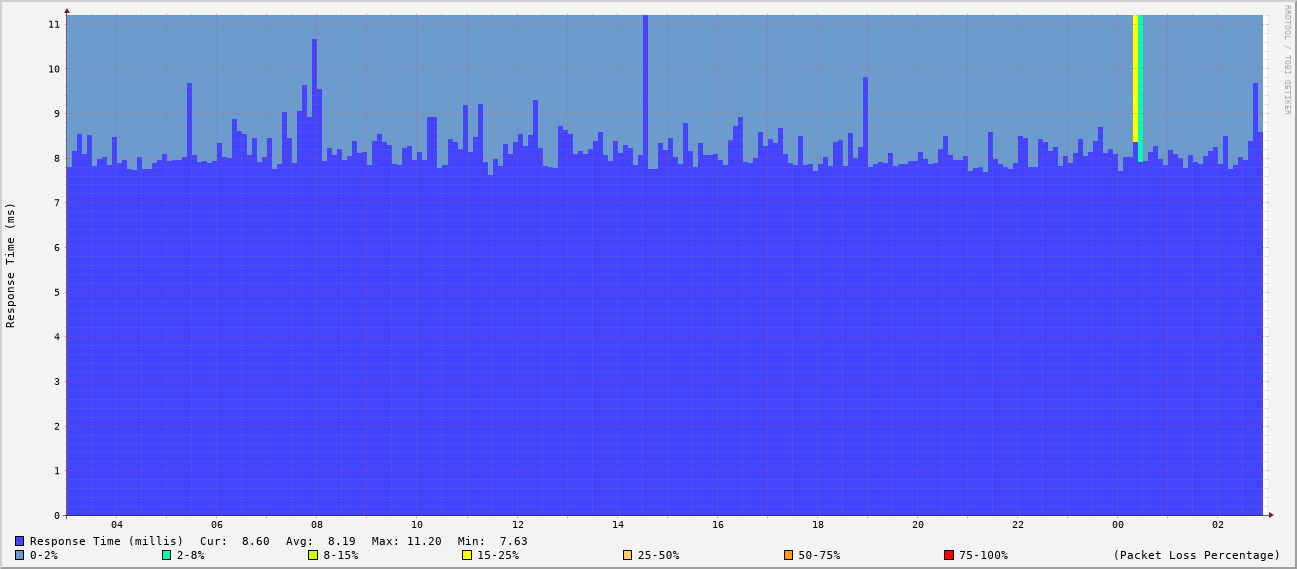 RRDTOOL / TOBI OETIKER
Response Time (ms)
11
10
9
8
7
6
5
4
3
2
1
0
04 06 08 10 12 14 16 18 20 22 00 02
Response Time (millis) Cur: 8.60 Avg: 8.19 Max: 11.20 Min: 7.63
0-2% 2-8% 8-15% 15-25% 25-50% 50-75% 75-100% (Packet Loss Percentage)